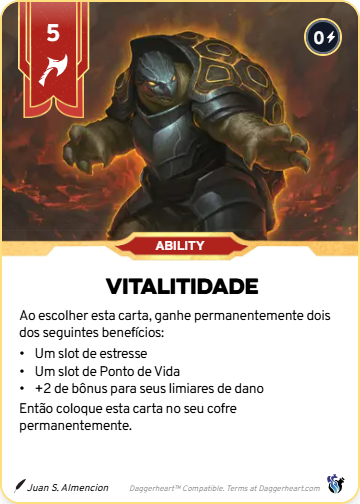 5
0
ABILITY
VITALITIDADE
Ao escolher esta carta, ganhe permanentemente dois
dos seguintes benefícios:
• Um slot de estresse
• Um slot de Ponto de Vida
• +2 de bônus para seus limiares de dano
Então coloque esta carta no seu cofre
permanentemente.
Juan S. Almencion
Daggerheart™ Compatible. Terms at Daggerheart.com